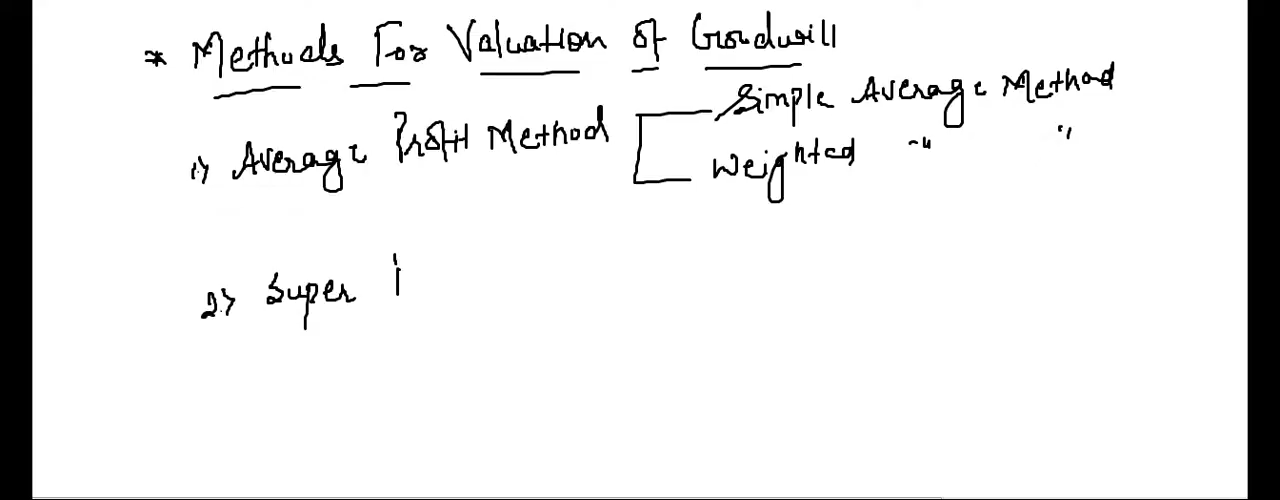 * Methods For Valuation of Goodwill
1) Average Profit Method Simple Average Method
Weighted " "
2) Super